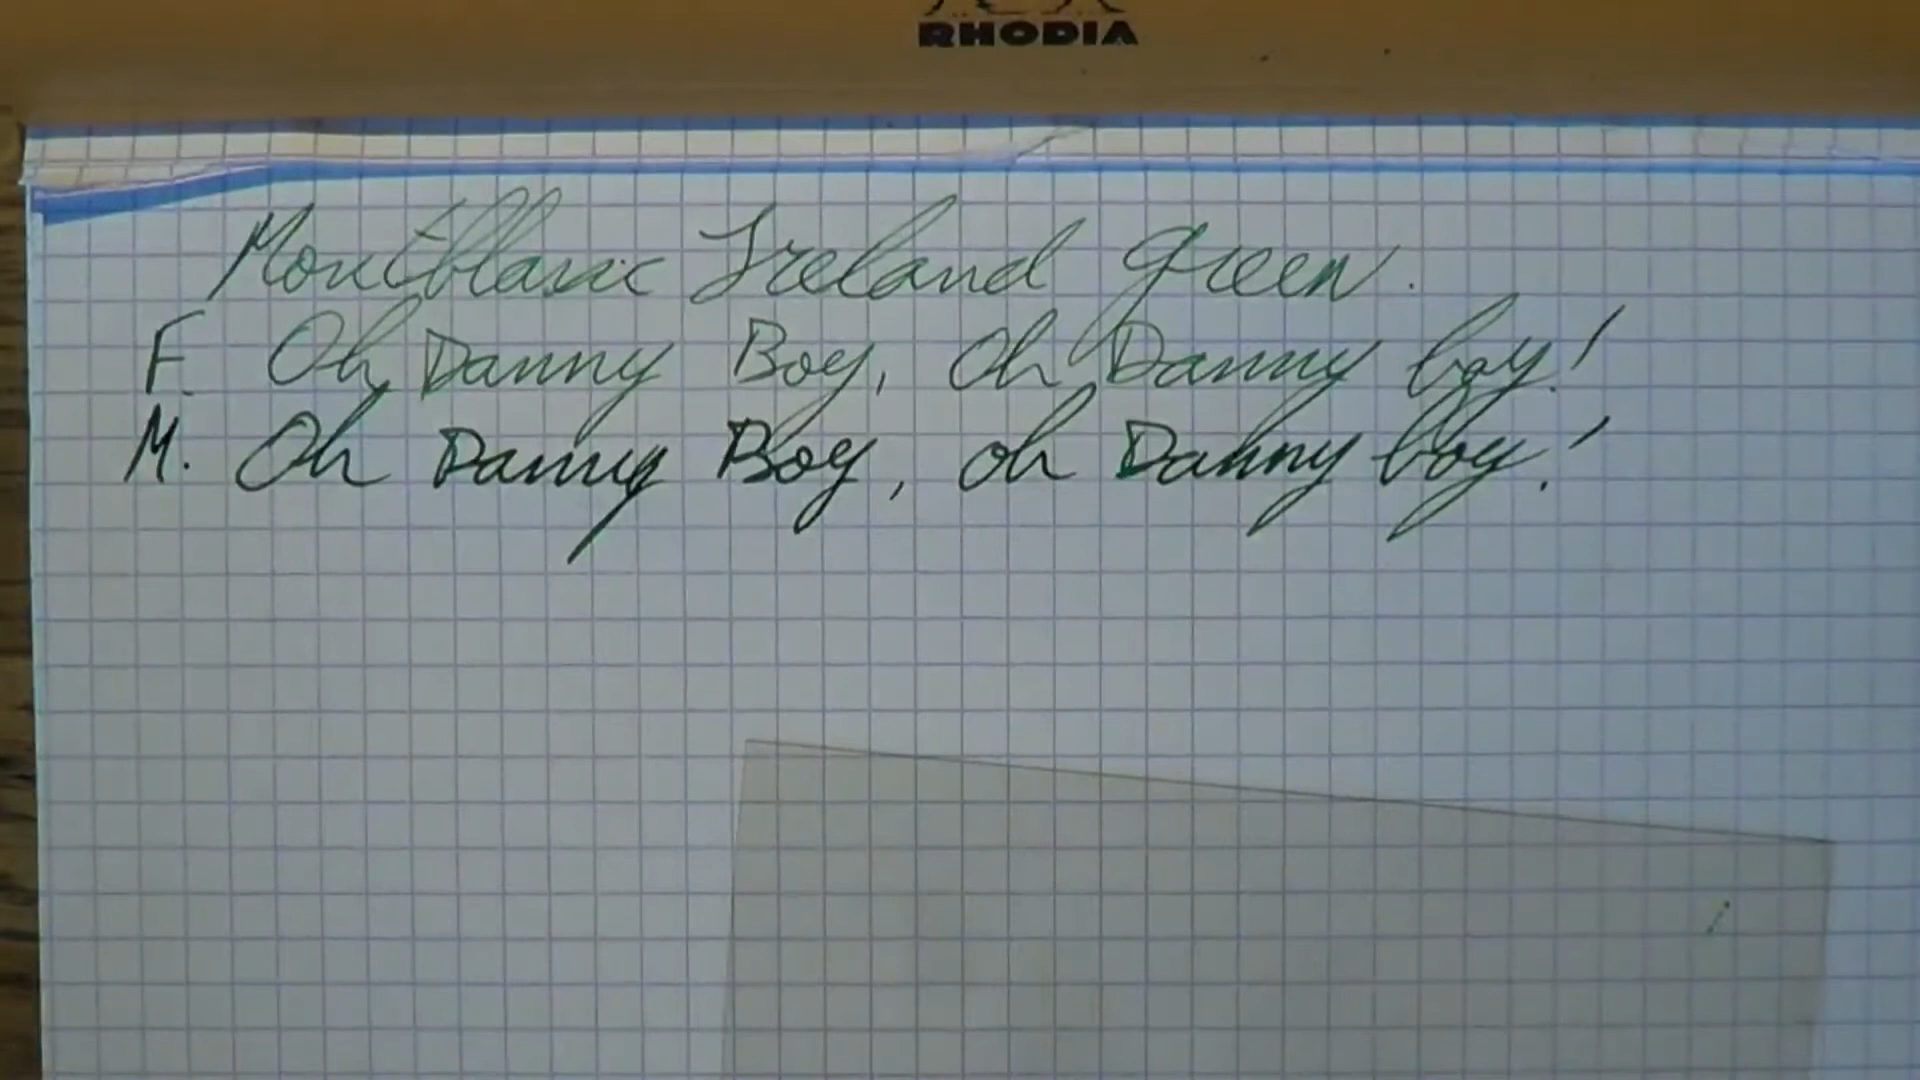 RHODIA
Montblanc Ireland Green.
F. Oh, Danny Boy, Oh Danny boy!
M. Oh Danny Boy, oh Danny boy!